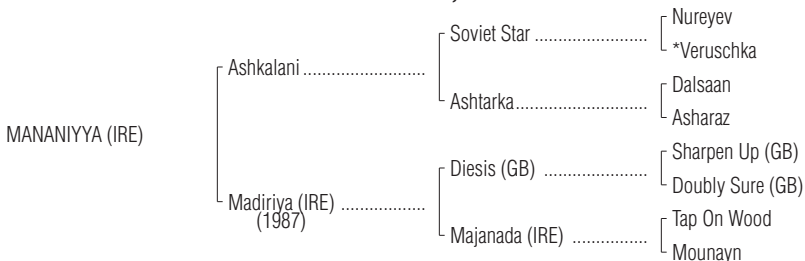 Nureyev
Soviet Star ..........................
*Veruschka
Ashkalani ............................
Dalsaan
Ashtarka..............................
Asharaz
MANANIYYA (IRE)
Sharpen Up (GB)
Diesis (GB) ........................
Doubly Sure (GB)
Madiriya (IRE) ...................
(1987)
Tap On Wood
Majanada (IRE) .................
Mounayn